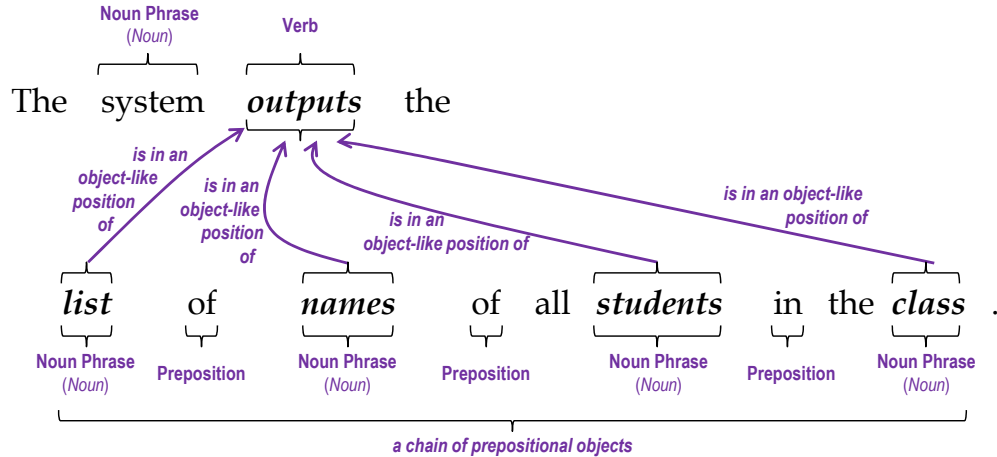 Noun Phrase
(Noun)
Verb
The system outputs the
is in an
object-like
position
of
is in an
object-like
position
of
is in an
object-like position of
is in an object-like
position of
list of names of all students in the class .
Noun Phrase
(Noun)
Preposition
Noun Phrase
(Noun)
Preposition
Noun Phrase
(Noun)
Preposition
Noun Phrase
(Noun)
a chain of prepositional objects